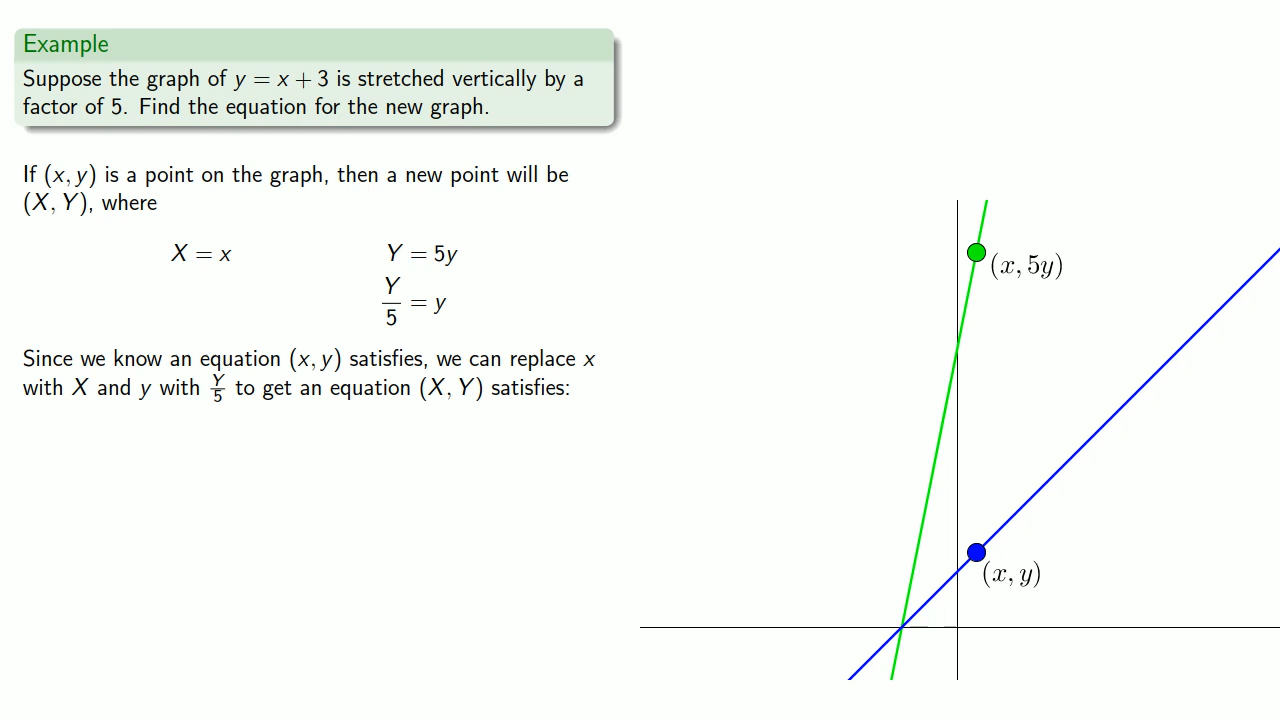 Example
Suppose the graph of y = x + 3 is stretched vertically by a
factor of 5. Find the equation for the new graph.
If (x, y) is a point on the graph, then a new point will be
(X, Y), where
X = x    Y = 5y
Y/5 = y
Since we know an equation (x, y) satisfies, we can replace x
with X and y with Y/5 to get an equation (X, Y) satisfies:
(x, 5y)
(x, y)